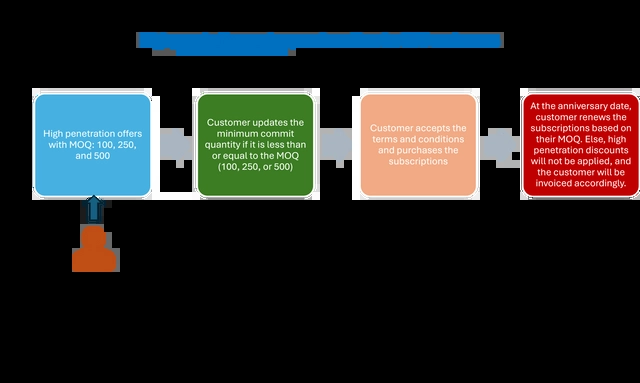 High penetration offers
with MOQ: 100, 250,
and 500
Customer updates the
minimum commit
quantity if it is less than
or equal to the MOQ
(100, 250, or 500)
Customer accepts the
terms and conditions
and purchases the
subscriptions
At the anniversary date,
customer renews the
subscriptions based on
their MOQ. Else, high
penetration discounts
will not be applied, and
the customer will be
invoiced accordingly.